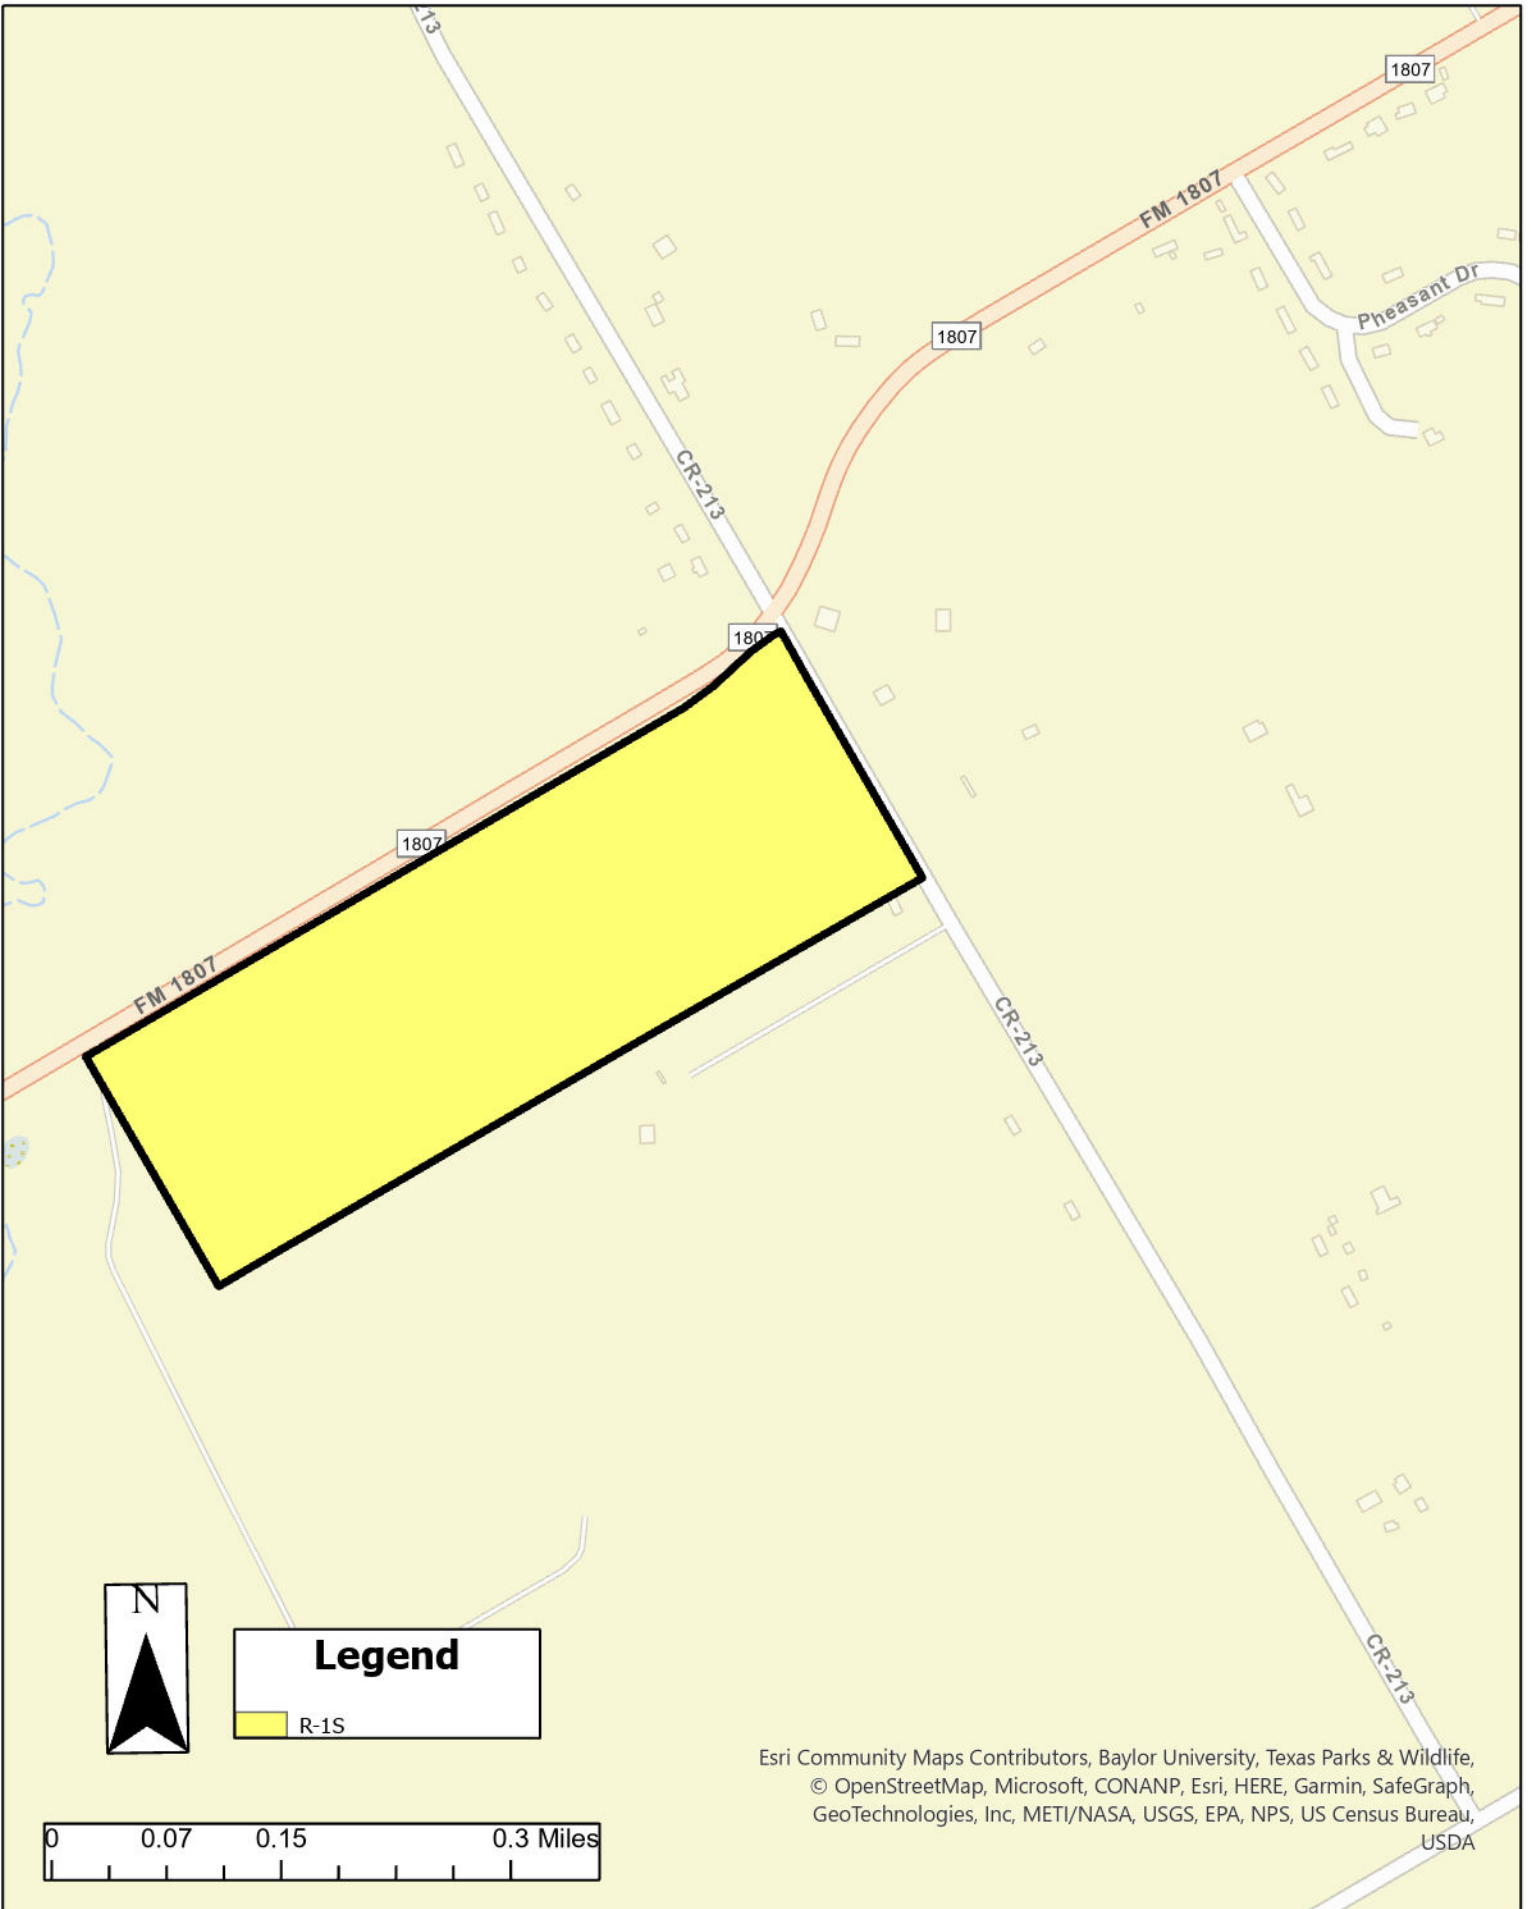 213
1807
FM 1807
Pheasant Dr
1807
CR-213
1807
1807
FM 1807
CR-213
N
Legend
R-1S
CR-213
Esri Community Maps Contributors, Baylor University, Texas Parks & Wildlife,
© OpenStreetMap, Microsoft, CONANP, Esri, HERE, Garmin, SafeGraph,
GeoTechnologies, Inc, METI/NASA, USGS, EPA, NPS, US Census Bureau,
USDA
0 0.07 0.15 0.3 Miles